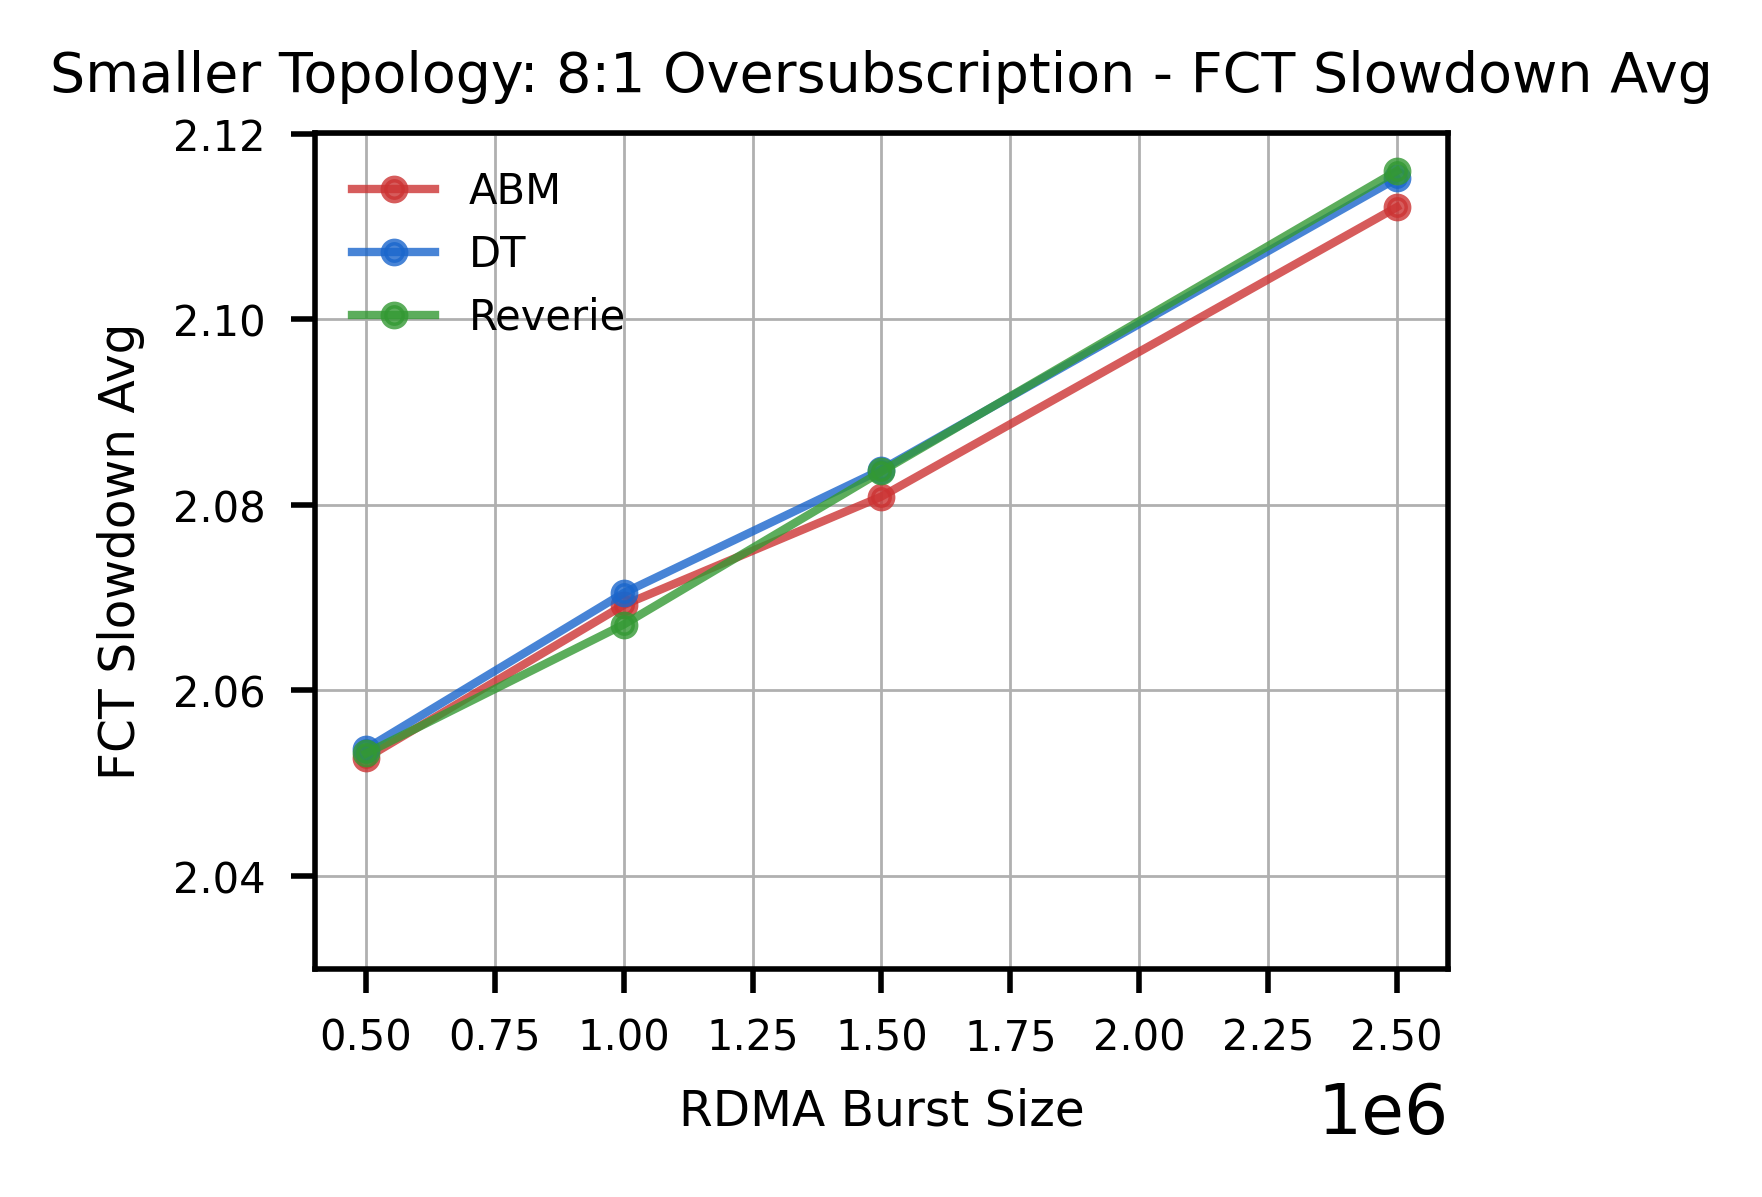 Smaller Topology: 8:1 Oversubscription - FCT Slowdown Avg
2.12
2.10
2.08
2.06
2.04
FCT Slowdown Avg
ABM
DT
Reverie
0.50 0.75 1.00 1.25 1.50 1.75 2.00 2.25 2.50
RDMA Burst Size
1e6